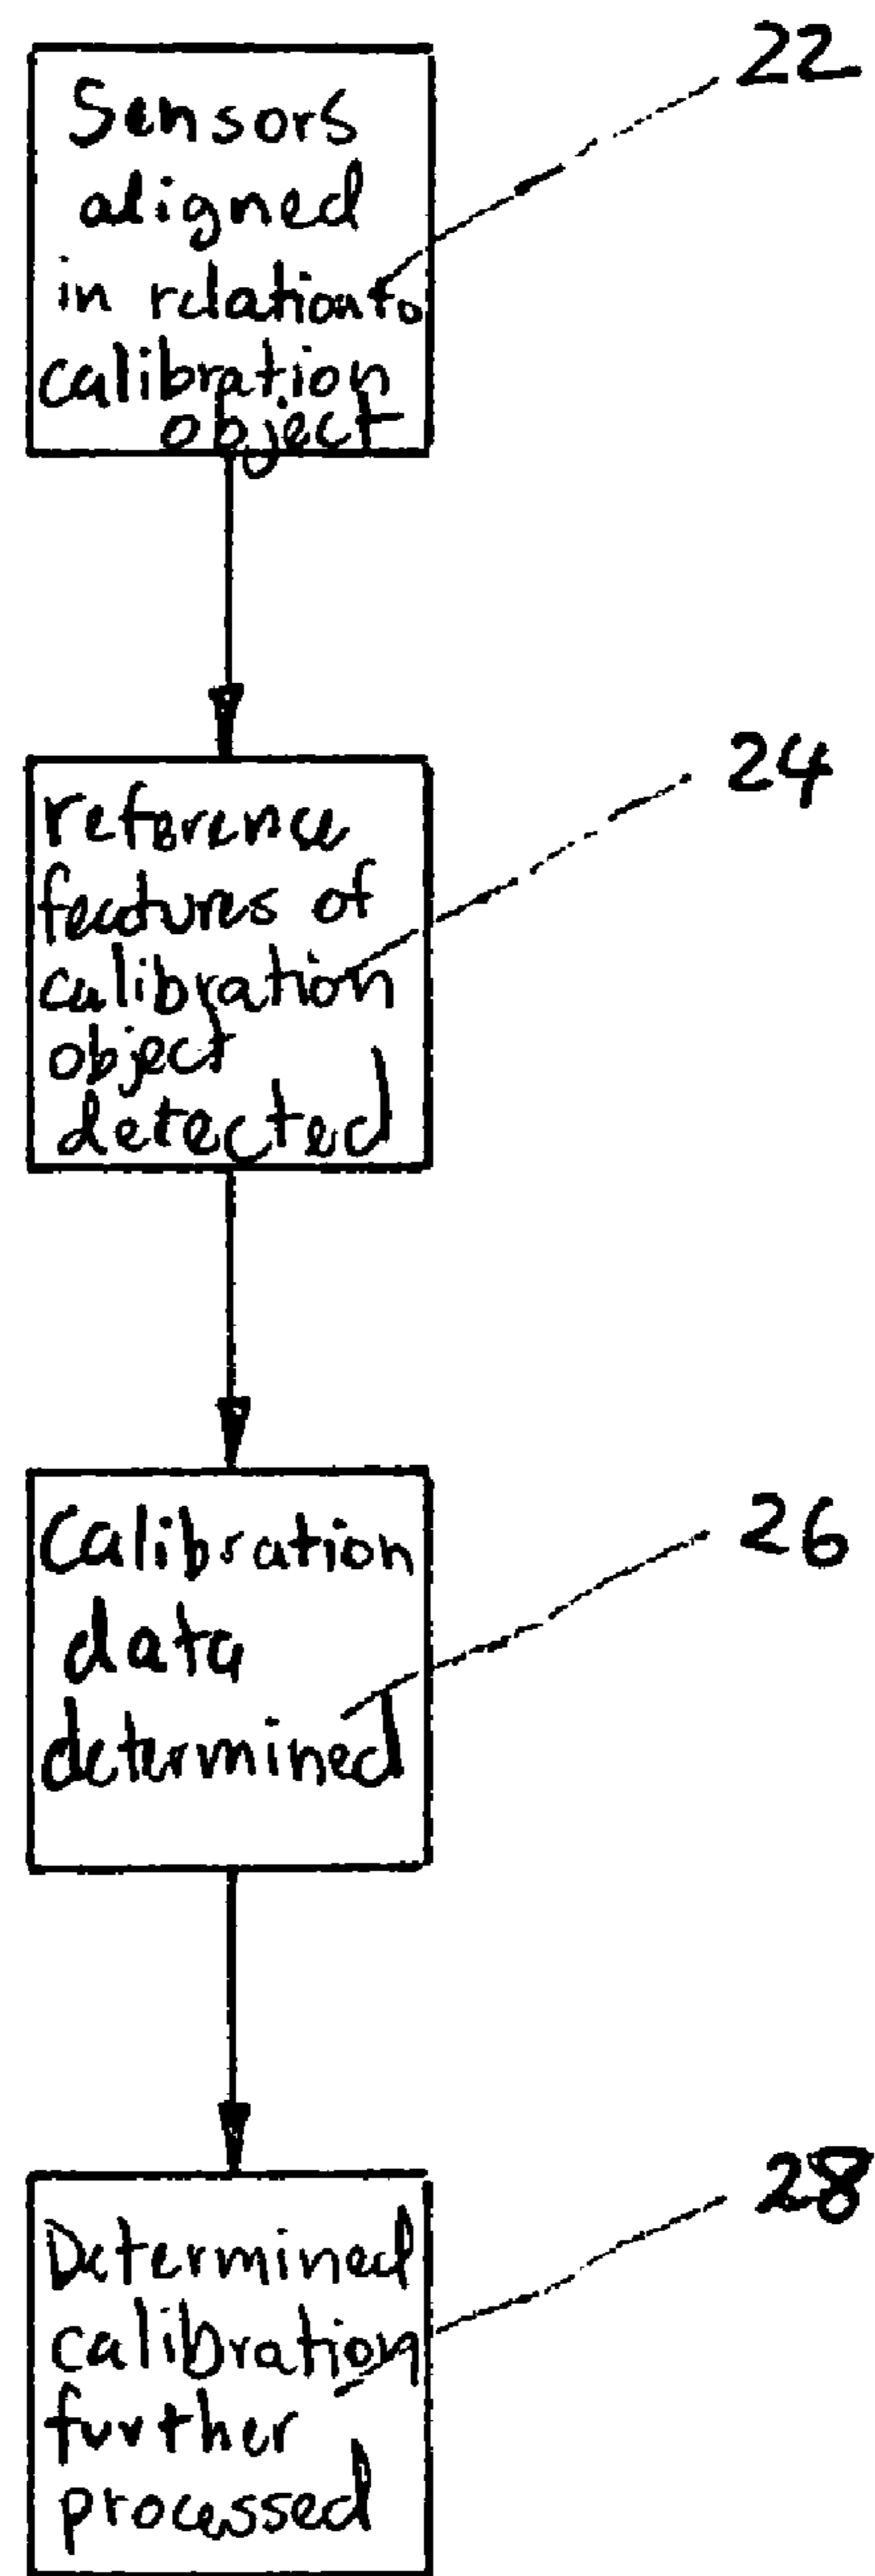 Sensors
aligned
in relation to
calibration
object
22
reference
features of
calibration
object
detected
24
Calibration
data
determined
26
Determined
calibration
further
processed
28